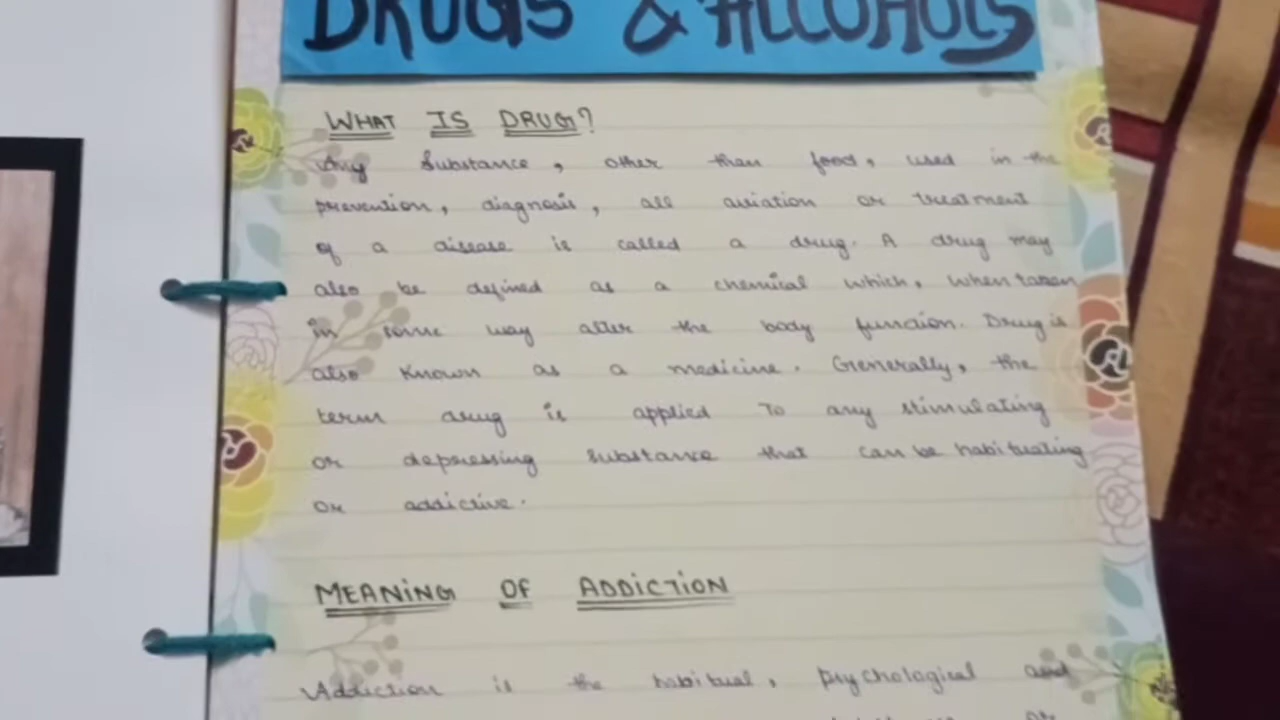 DRUGS & ALCOHOLS
WHAT IS DRUG?
Any Substance, other than food, used in the
prevention, diagnosis, all aviation or treatment
of a disease is called a drug. A drug may
also be defined as a chemical which, when taken
in some way alter the body function. Drug is
also known as a medicine. Generally, the
term drug is applied To any stimulating
or depressing substance that can be habituating
or addictive.
MEANING OF ADDICTION
Addiction is the habitual, psychological and